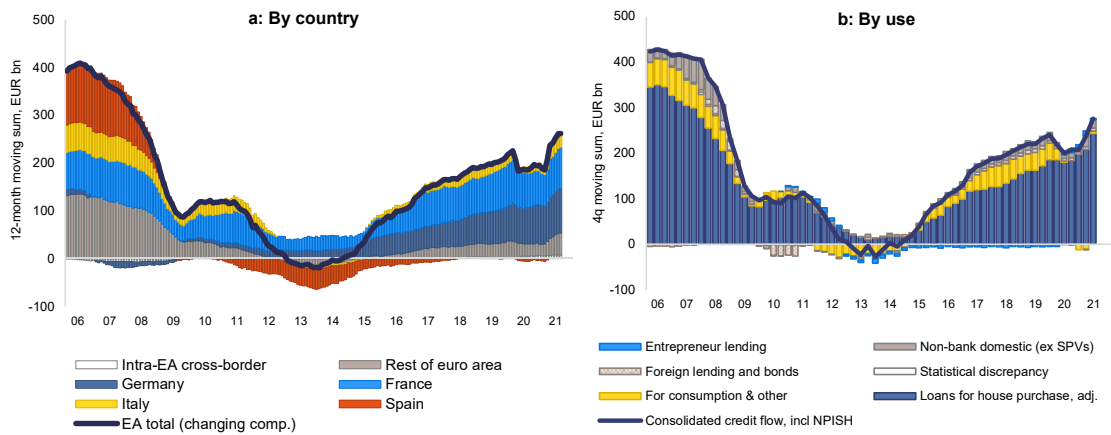 a: By country
12-month moving sum, EUR bn
500
400
300
200
100
0
-100
06 07 08 09 10 11 12 13 14 15 16 17 18 19 20 21
Intra-EA cross-border
Rest of euro area
Germany
France
Italy
Spain
EA total (changing comp.)
b: By use
4q moving sum, EUR bn
500
400
300
200
100
0
-100
06 07 08 09 10 11 12 13 14 15 16 17 18 19 20 21
Entrepreneur lending
Non-bank domestic (ex SPVs)
Foreign lending and bonds
Statistical discrepancy
For consumption & other
Loans for house purchase, adj.
Consolidated credit flow, incl NPISH